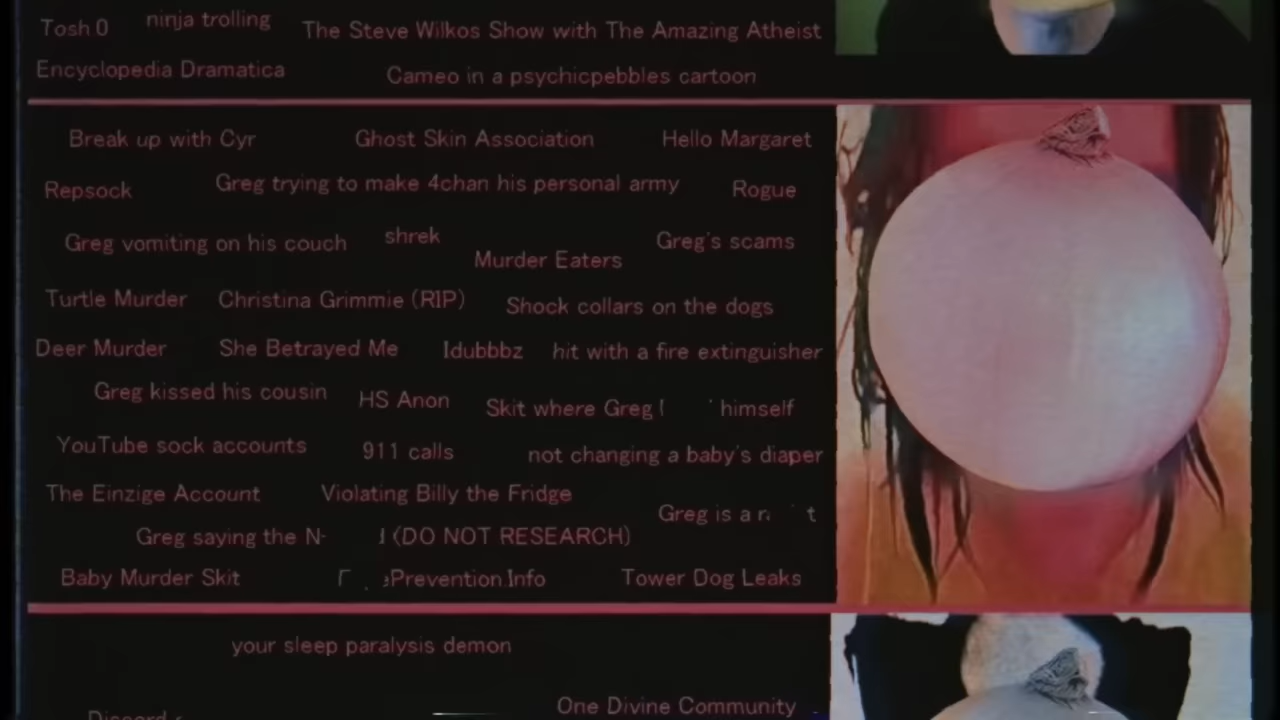 Tosh.0 ninja trolling The Steve Wilkos Show with The Amazing Atheist
Encyclopedia Dramatica Cameo in a psychicpebbles cartoon
Break up with Cyr Ghost Skin Association Hello Margaret
Repsock Greg trying to make 4chan his personal army Rogue
Greg vomiting on his couch shrek Murder Eaters Greg's scams
Turtle Murder Christina Grimmie (RIP) Shock collars on the dogs
Deer Murder She Betrayed Me Idubbbz hit with a fire extinguisher
Greg kissed his cousin HS Anon Skit where Greg himself
YouTube sock accounts 911 calls not changing a baby's diaper
The Einzige Account Violating Billy the Fridge
Greg is a
Greg saying the N- (DO NOT RESEARCH)
Baby Murder Skit Prevention Info Tower Dog Leaks
your sleep paralysis demon
One Divine Community